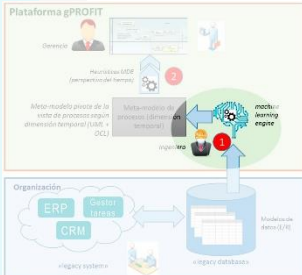 Plataforma gPROFIT
Gerencia
Heurísticas MDE
(perspectiva del tiempo)
2
Meta-modelo pivote de la
vista de procesos según
dimensión temporal (UML +
OCL)
Meta-modelo de
procesos (dimensión
temporal)
machine
learning
engine
ingeniero
1
Organización
ERP
Gestor
tareas
CRM
Modelos de
datos (E/R)
«legacy system»
«legacy database»